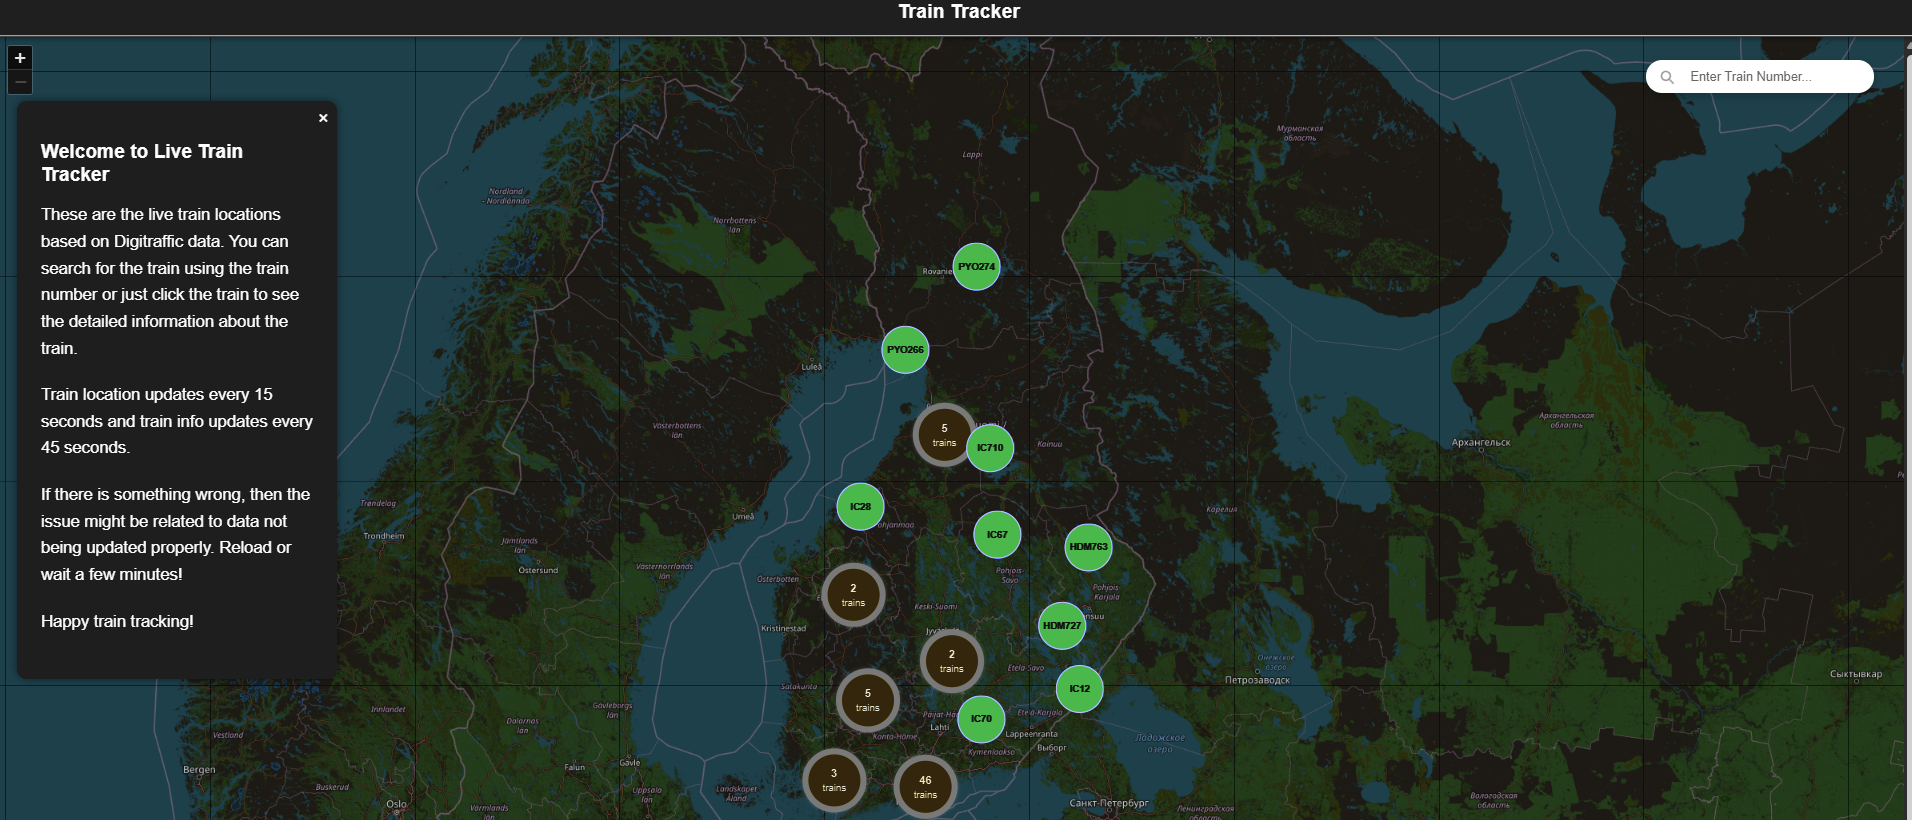 Train Tracker
+
−
Enter Train Number...
×
Welcome to Live Train
Tracker
These are the live train locations
based on Digitraffic data. You can
search for the train using the train
number or just click the train to see
the detailed information about the
train.
Train location updates every 15
seconds and train info updates every
45 seconds.
If there is something wrong, then the
issue might be related to data not
being updated properly. Reload or
wait a few minutes!
Happy train tracking!
Мурманская
область
Lappi
Nordland
- Nordlánnda
Norrbottens
län
PYO274
Rovanie
PYO266
Luleå
Västerbottens
län
5
trains
IC710
Kainuu
Архангельская
область
Архангельск
Trøndelag
IC28
Umeå
Pohjanmaa
Карелия
Trondheim
IC67
HDM763
Jämtlands
län
Östersund
Västernorrlands
län
Österbotten
Pohjois-
Savo
Pohjois-
Karjala
2
trains
Keski-Suomi
Kristinestad
HDM727
nsuu
Jyv
2
trains
Etelä-Savo
Онежское
озеро
Петрозаводск
Сыктывкар
Satakunta
5
trains
IC12
Innlandet
Gävleborgs
län
Dalarnas
län
Päijät-Hä
IC70
Etelä-Karjala
Lahti
Lappeenranta
Vestland
Kanta-Häme
Kymenlaakso
Выборг
Ладожское
озеро
Bergen
Falun
Gävle
3
trains
46
trains
Buskerud
Uppsala
län
Landskapet
Åland
Oslo
Värmlands
län
Санкт-Петербург
Ленинградская
область
Вологодская
область